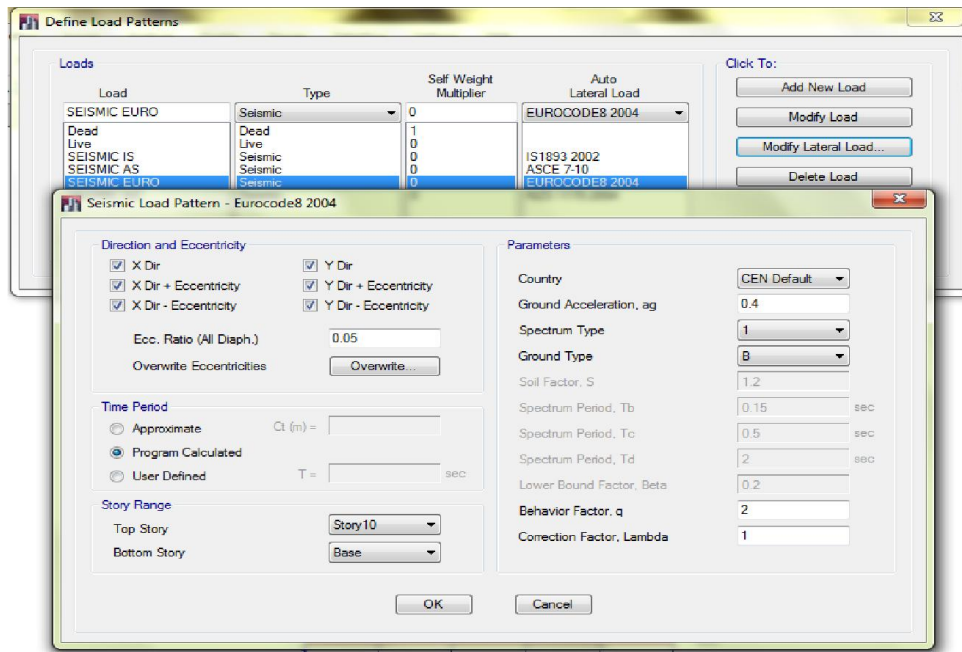 Define Load Patterns
Loads
Load Type Self Weight Multiplier Auto Lateral Load
SEISMIC EURO Seismic 0 EUROCODE8 2004
Dead Dead 1
Live Live 0
SEISMIC IS Seismic 0 IS1893 2002
SEISMIC AS Seismic 0 ASCE 7-10
SEISMIC EURO Seismic 0 EUROCODE8 2004
Click To:
Add New Load
Modify Load
Modify Lateral Load...
Delete Load
Seismic Load Pattern - Eurocode8 2004
Direction and Eccentricity
X Dir Y Dir
X Dir + Eccentricity Y Dir + Eccentricity
X Dir - Eccentricity Y Dir - Eccentricity
Ecc. Ratio (All Diaph.) 0.05
Overwrite Eccentricities Overwrite...
Time Period
Approximate Ct (m) =
Program Calculated
User Defined T = sec
Story Range
Top Story Story10
Bottom Story Base
Parameters
Country CEN Default
Ground Acceleration, ag 0.4
Spectrum Type 1
Ground Type B
Soil Factor, S 1.2
Spectrum Period, Tb 0.15 sec
Spectrum Period, Tc 0.5 sec
Spectrum Period, Td 2 sec
Lower Bound Factor, Beta 0.2
Behavior Factor, q 2
Correction Factor, Lambda 1
OK Cancel